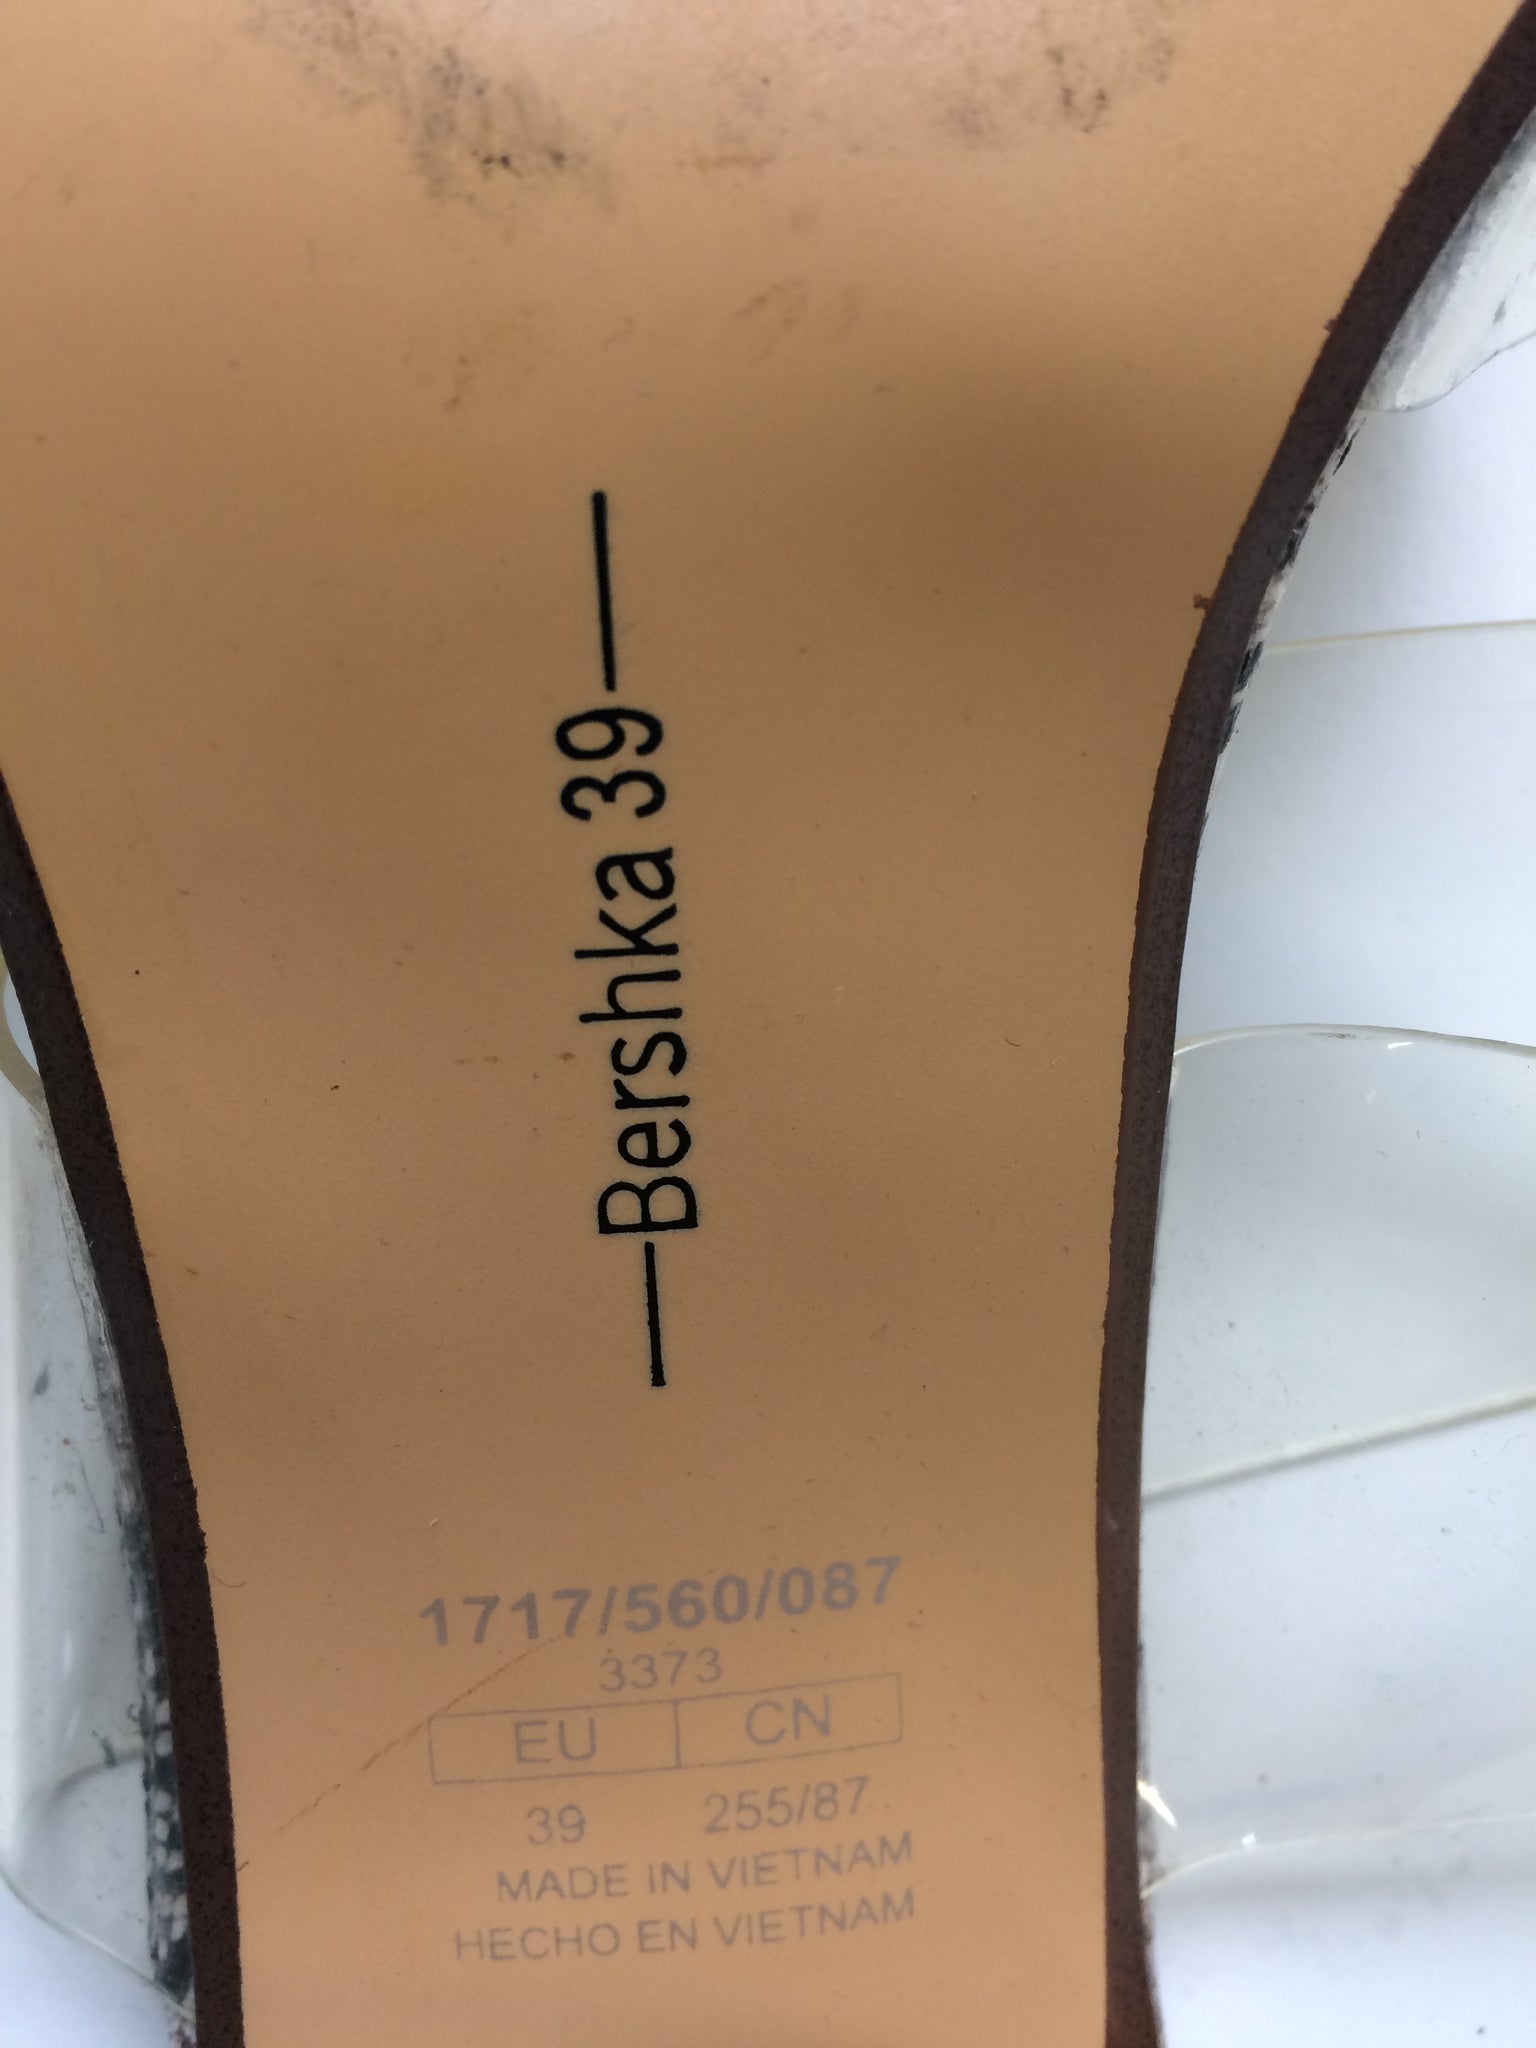 Bershka 39
1717/560/087
3373
EU CN
39 255/87
MADE IN VIETNAM
HECHO EN VIETNAM